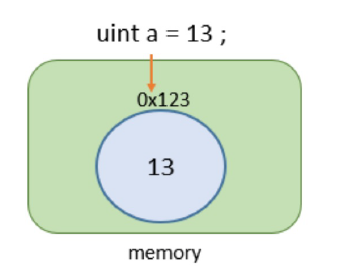 uint a = 13 ;
0x123
13
memory